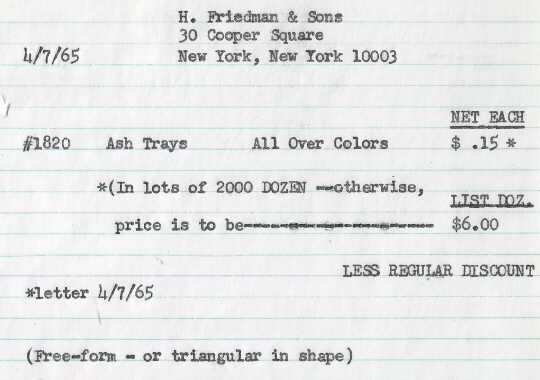 H. Friedman & Sons
30 Cooper Square
4/7/65 New York, New York 10003
NET EACH
#1820 Ash Trays All Over Colors $ .15 *
*(In lots of 2000 DOZEN --otherwise,
LIST DOZ.
price is to be------------------------ $6.00
LESS REGULAR DISCOUNT
*letter 4/7/65
(Free-form - or triangular in shape)